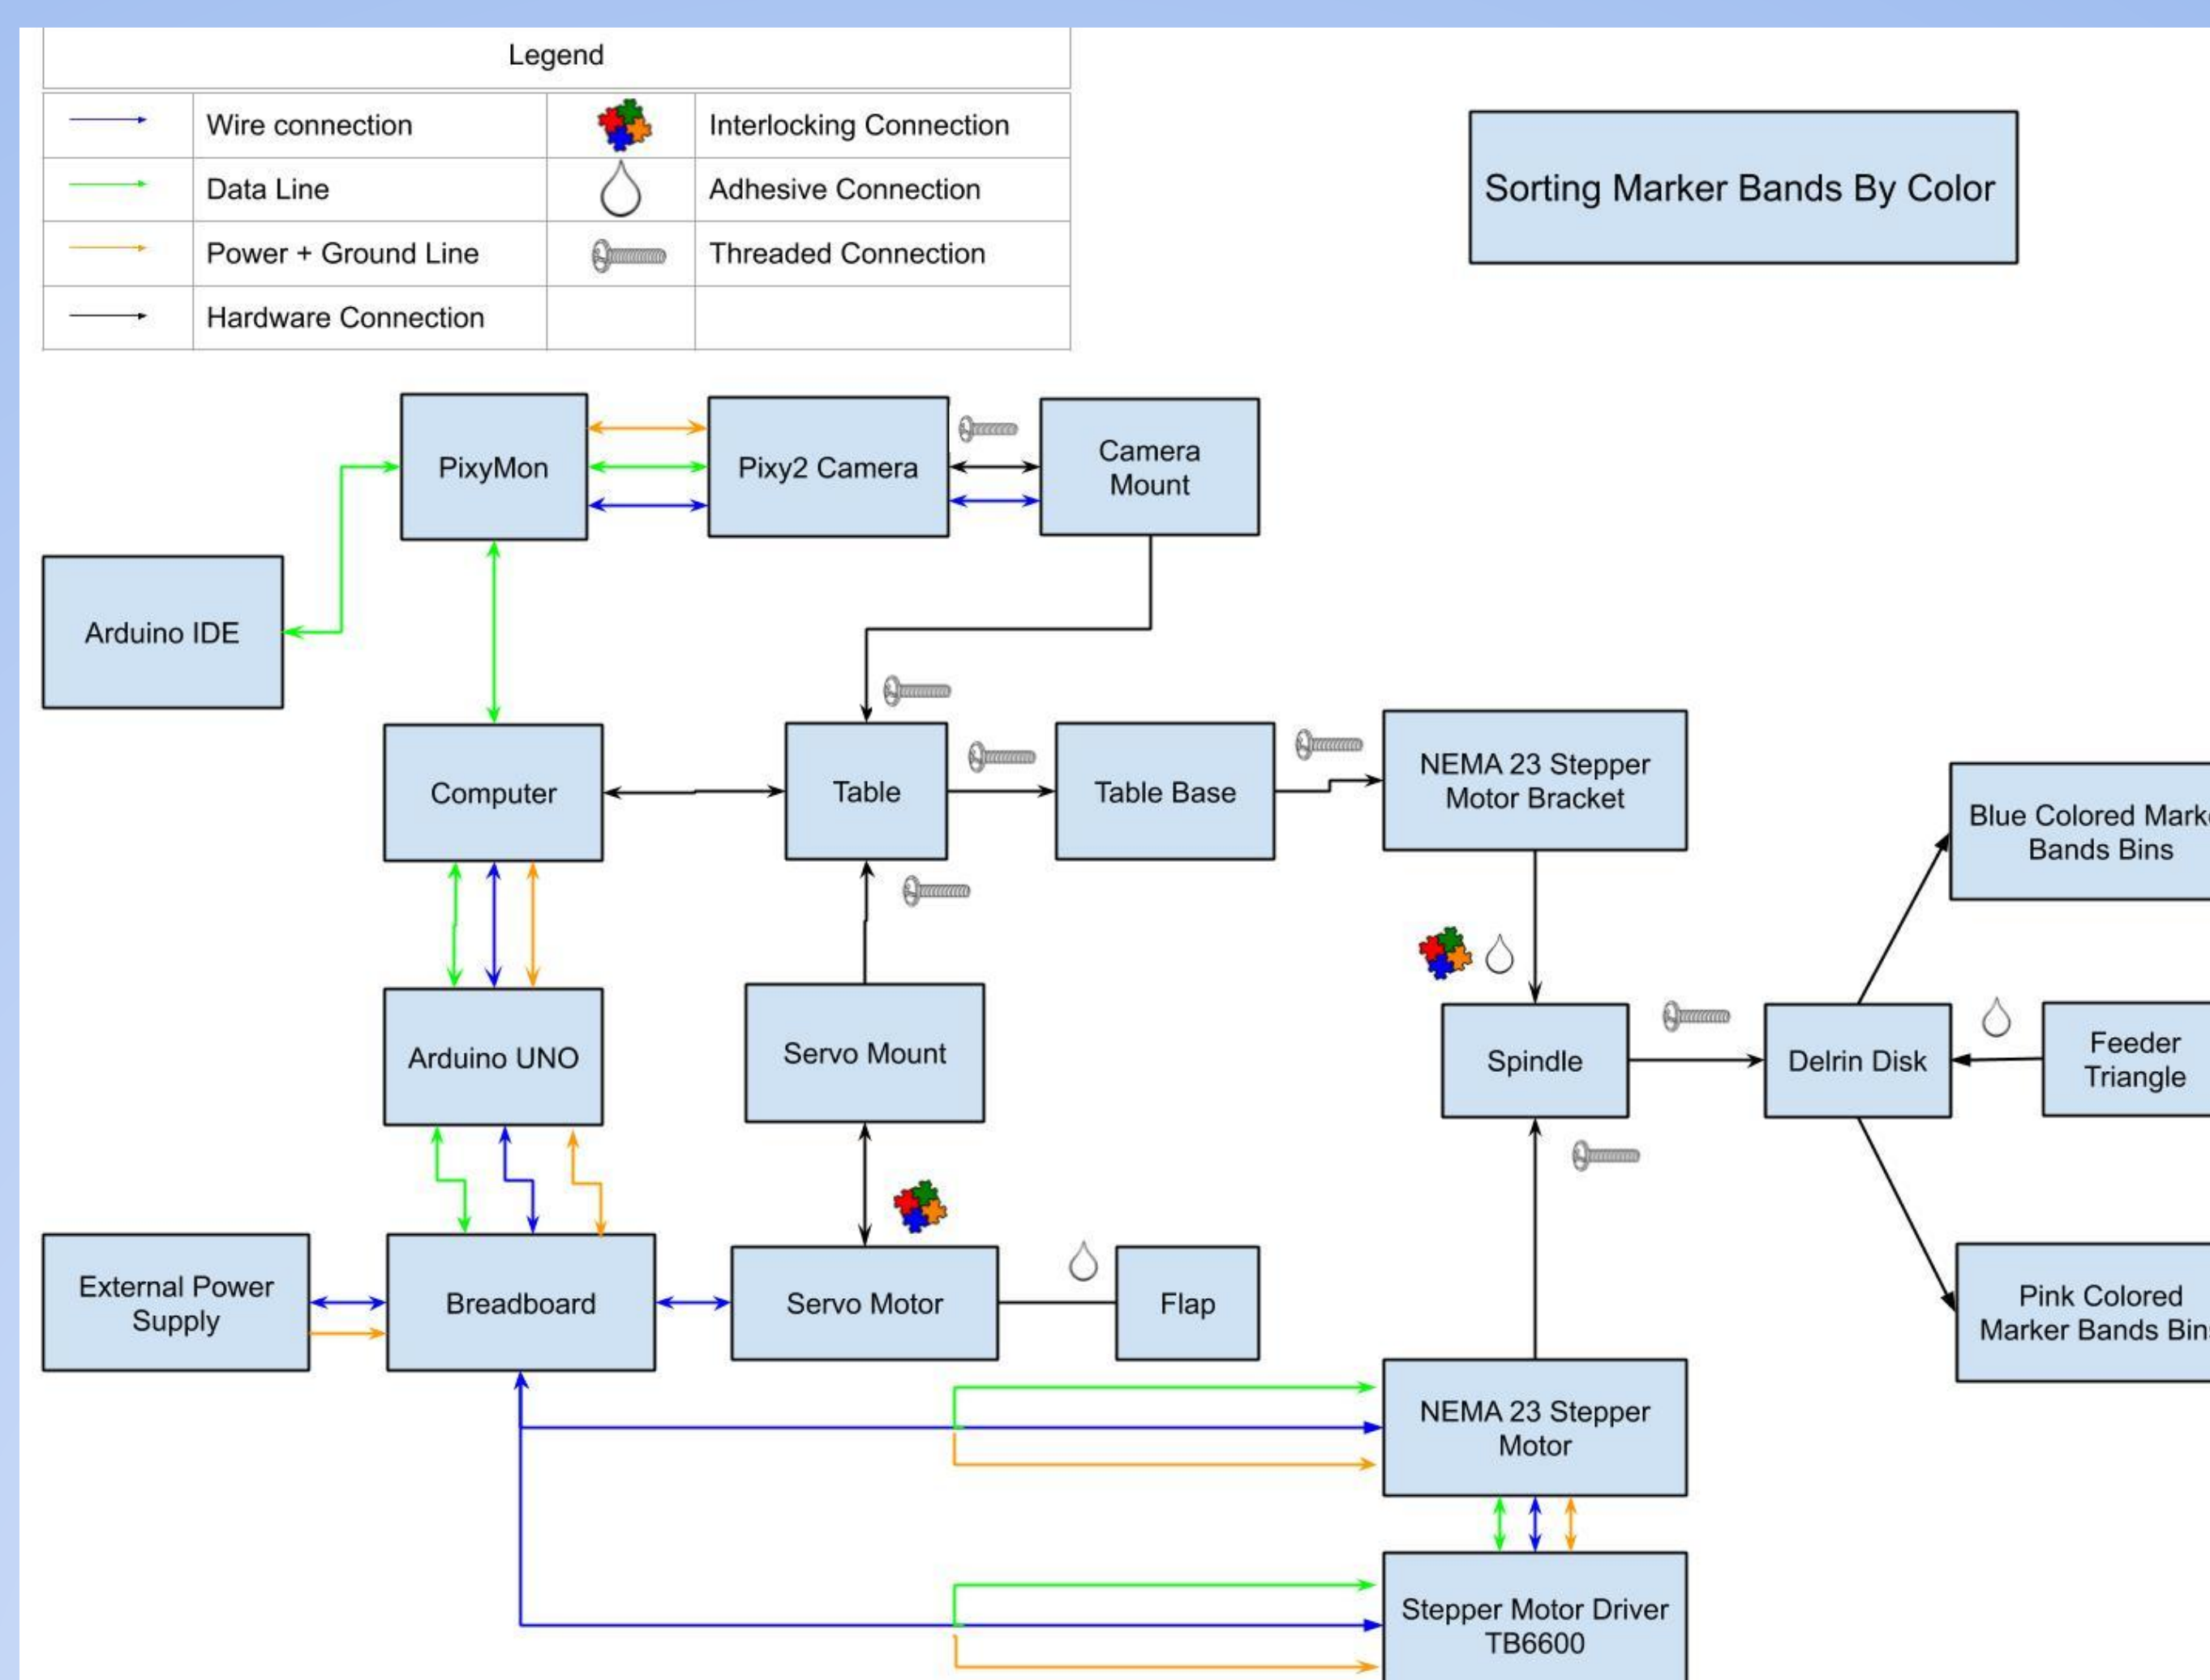 Legend
Wire connection
Interlocking Connection
Data Line
Adhesive Connection
Power + Ground Line
Threaded Connection
Hardware Connection
Sorting Marker Bands By Color
PixyMon
Pixy2 Camera
Camera
Mount
Arduino IDE
Computer
Table
Table Base
NEMA 23 Stepper
Motor Bracket
Blue Colored
Bands Bins
Arduino UNO
Servo Mount
Spindle
Delrin Disk
Feeder
Triangle
External Power
Supply
Breadboard
Servo Motor
Flap
Pink Colored
Marker Bands
NEMA 23 Stepper
Motor
Stepper Motor Driver
TB6600